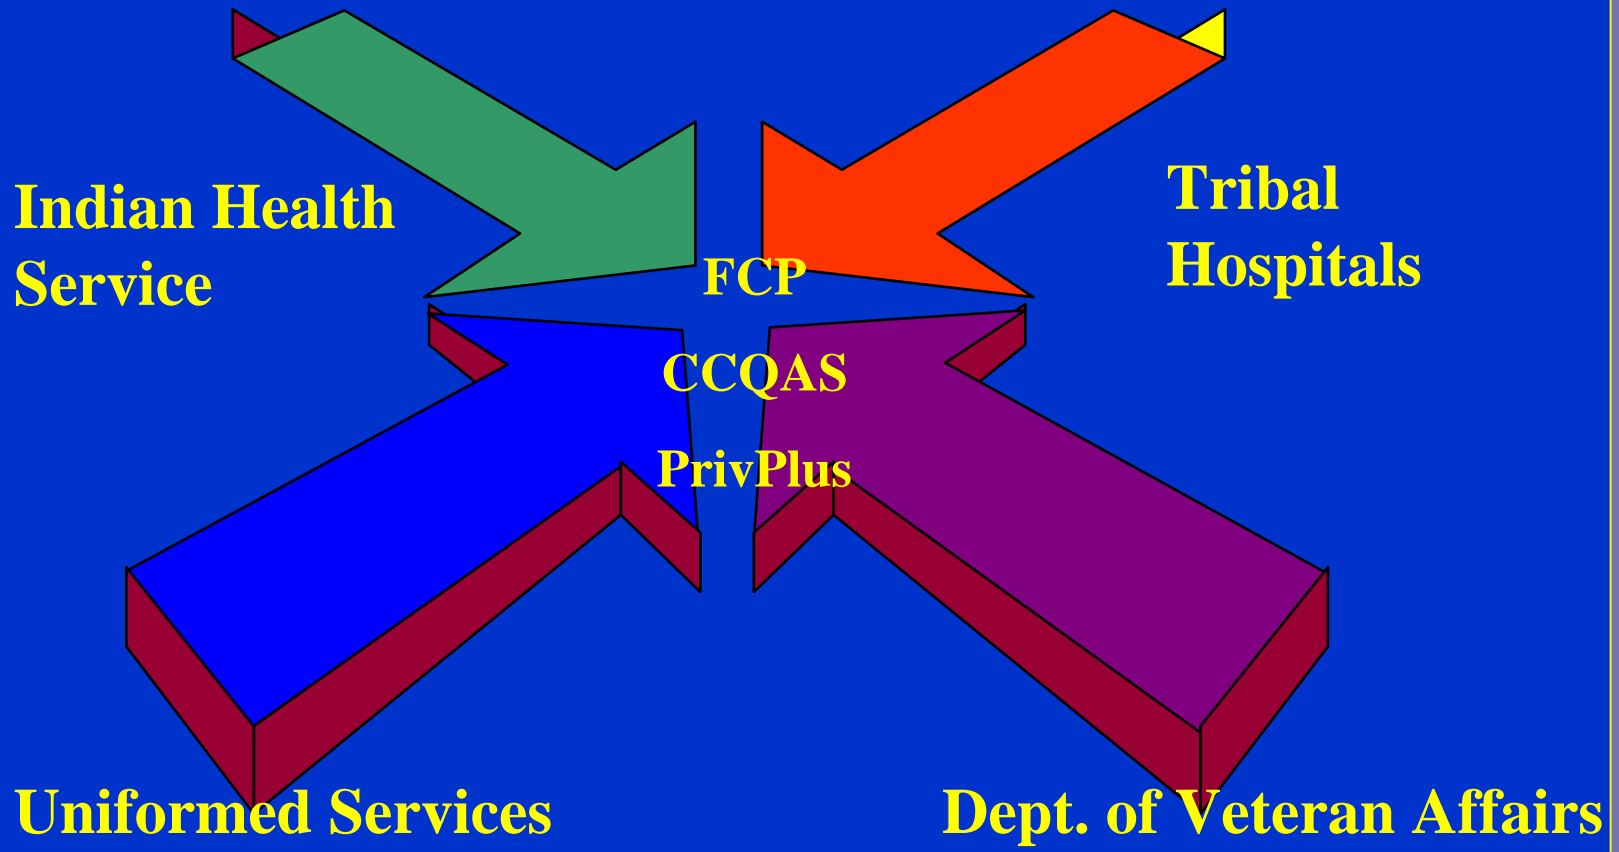 Indian Health
Service
Tribal
Hospitals
FCP
CCQAS
PrivPlus
Uniformed Services
Dept. of Veteran Affairs